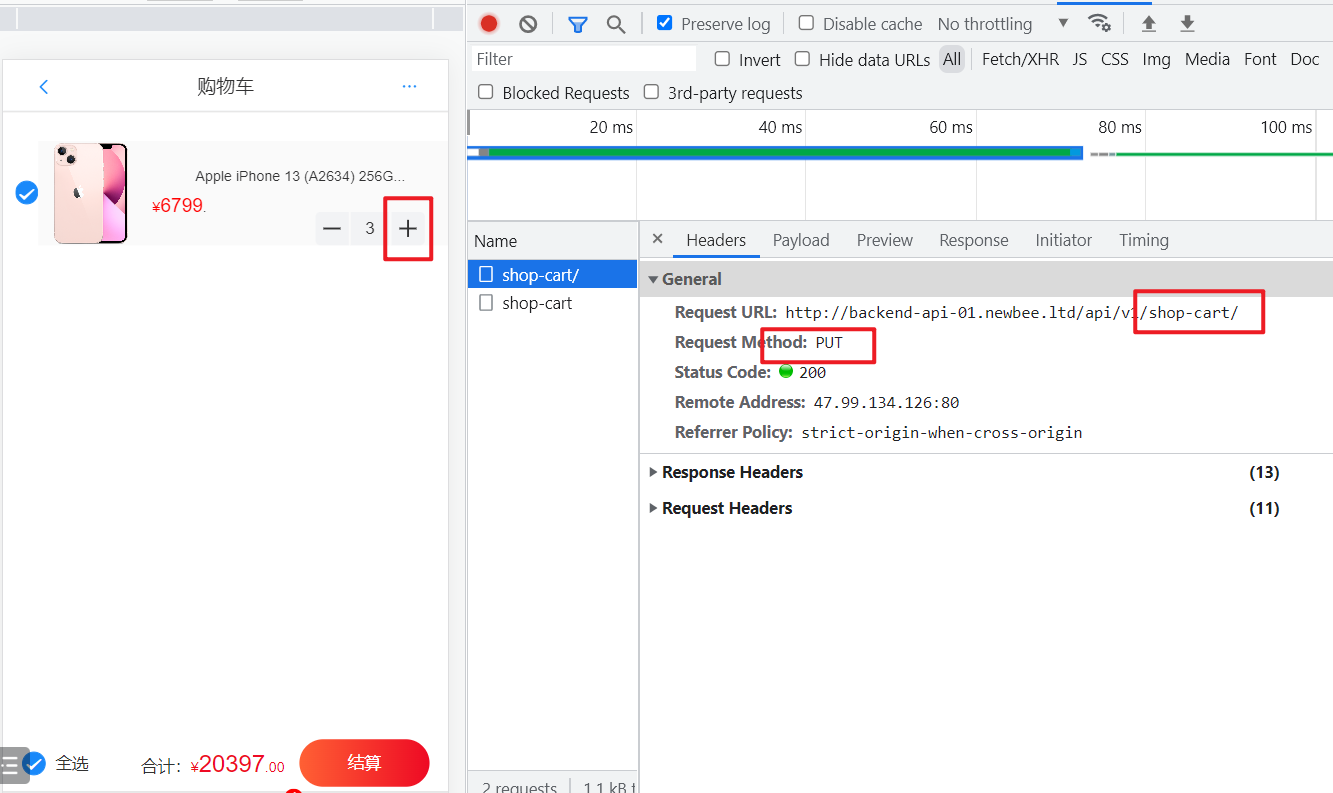 购物车
Apple iPhone 13 (A2634) 256G...
¥6799.
3
全选
合计: ¥20397.00
结算
Preserve log
Disable cache
No throttling
Filter
Invert
Hide data URLs
All
Fetch/XHR
JS
CSS
Img
Media
Font
Doc
Blocked Requests
3rd-party requests
20 ms
40 ms
60 ms
80 ms
100 ms
Name
shop-cart/
shop-cart
2 requests
1.1 kB t
Headers
Payload
Preview
Response
Initiator
Timing
General
Request URL: http://backend-api-01.newbee.ltd/api/v1/shop-cart/
Request Method: PUT
Status Code: 200
Remote Address: 47.99.134.126:80
Referrer Policy: strict-origin-when-cross-origin
Response Headers (13)
Request Headers (11)